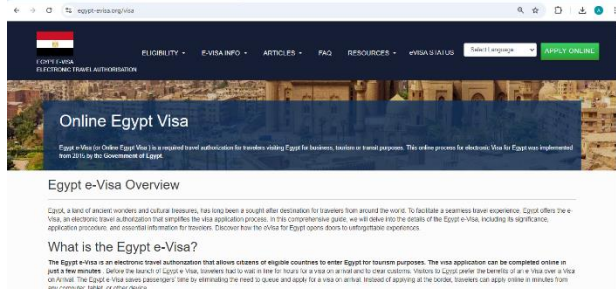 egypt-evisa.org/visa
ELIGIBILITY E-VISA INFO ARTICLES FAQ RESOURCES eVISA STATUS Select Language APPLY ONLINE
EGYPT E-VISA
ELECTRONIC TRAVEL AUTHORISATION
Online Egypt Visa
Egypt e-Visa (or Online Egypt Visa ) is a required travel authorization for travelers visiting Egypt for business, tourism or transit purposes. This online process for electronic Visa for Egypt was implemented
from 2015 by the Government of Egypt.
Egypt e-Visa Overview
Egypt, a land of ancient wonders and cultural treasures, has long been a sought after destination for travelers from around the world. To facilitate a seamless travel experience, Egypt offers the e-
Visa, an electronic travel authorization that simplifies the visa application process. In this comprehensive guide, we will delve into the details of the Egypt e-Visa, including its significance,
application procedure, and essential information for travelers. Discover how the eVisa for Egypt opens doors to unforgettable experiences.
What is the Egypt e-Visa?
The Egypt e-Visa is an electronic travel authorization that allows citizens of eligible countries to enter Egypt for tourism purposes. The visa application can be completed online in
just a few minutes . Before the launch of Egypt e-Visa, travelers had to wait in line for hours for a visa on arrival and to clear customs. Visitors to Egypt prefer the benefits of an e-Visa over a Visa
on Arrival. The Egypt e-Visa saves passengers' time by eliminating the need to queue and apply for a visa on arrival. Instead of applying at the border, travelers can apply online in minutes from
any computer, tablet, or other device.